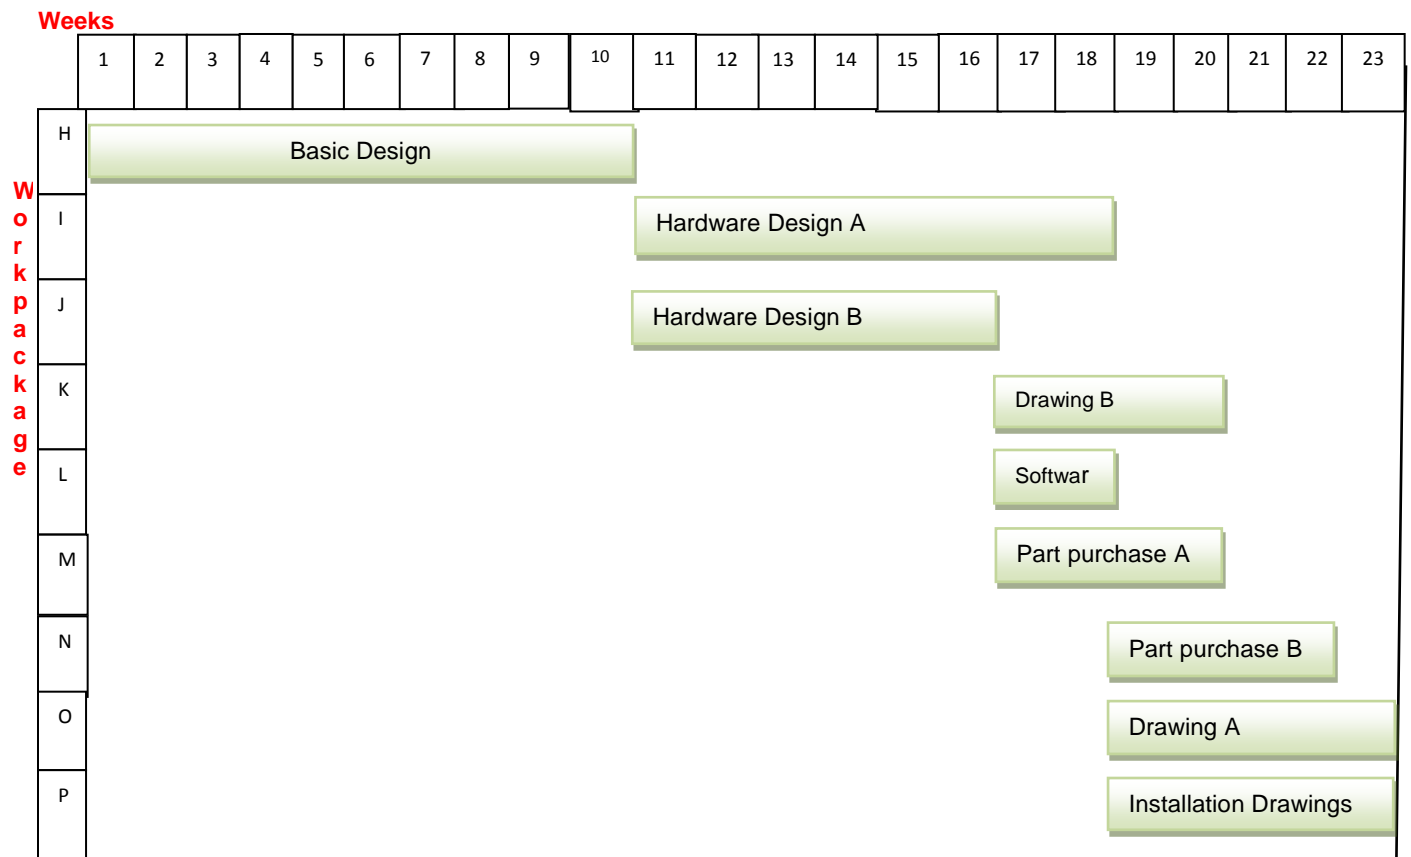 Weeks
1 2 3 4 5 6 7 8 9 10 11 12 13 14 15 16 17 18 19 20 21 22 23
Workpackage
H Basic Design
I Hardware Design A
J Hardware Design B
K Drawing B
L Softwar
M Part purchase A
N Part purchase B
O Drawing A
P Installation Drawings